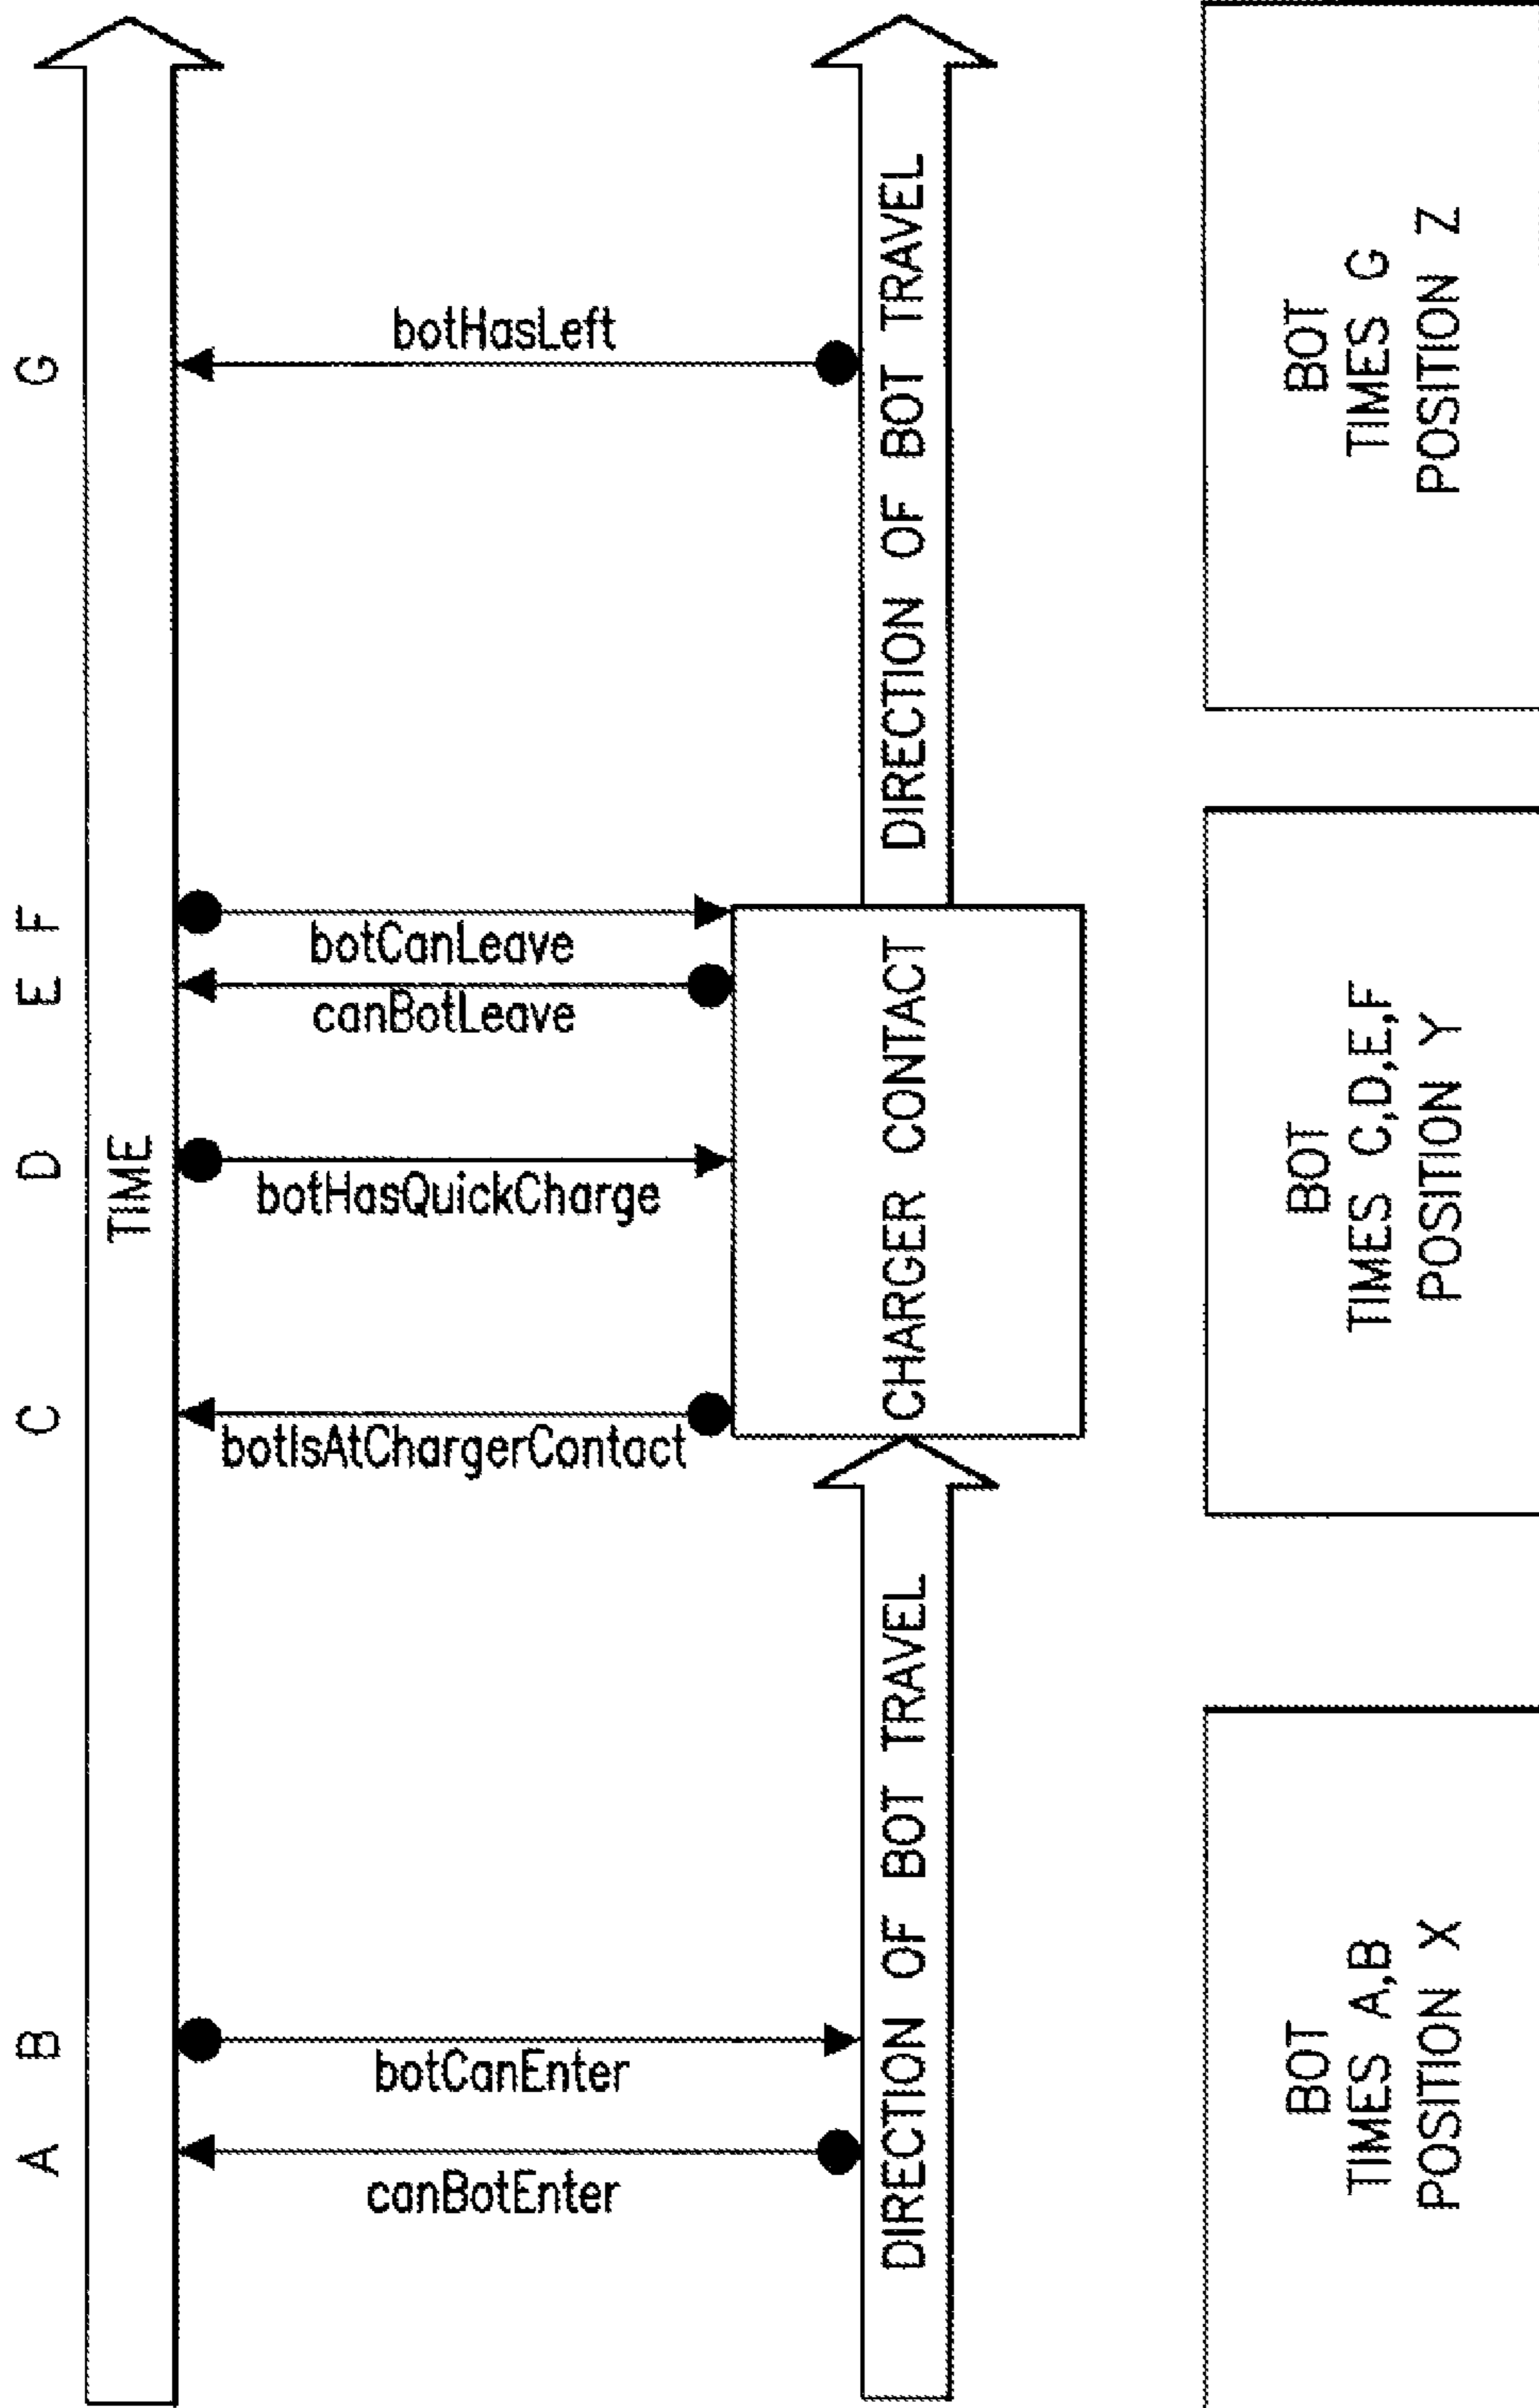 A
B
C
D
E
F
G
TIME
canBotEnter
botCanEnter
botIsAtChargerContact
botHasQuickCharge
canBotLeave
botCanLeave
botHasLeft
DIRECTION OF BOT TRAVEL
CHARGER CONTACT
DIRECTION OF BOT TRAVEL
BOT
TIMES A,B
POSITION X
BOT
TIMES C,D,E,F
POSITION Y
BOT
TIMES G
POSITION Z